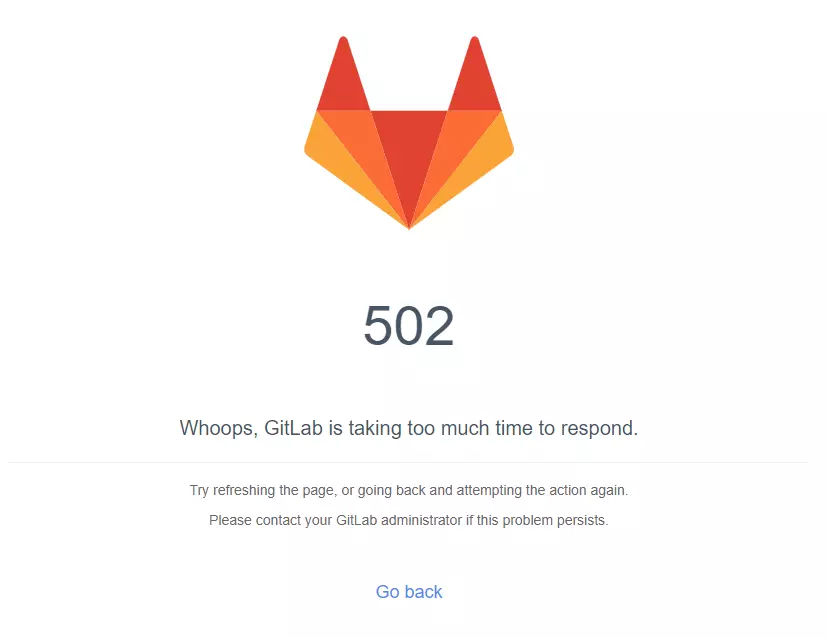 502
Whoops, GitLab is taking too much time to respond.
Try refreshing the page, or going back and attempting the action again.
Please contact your GitLab administrator if this problem persists.
Go back